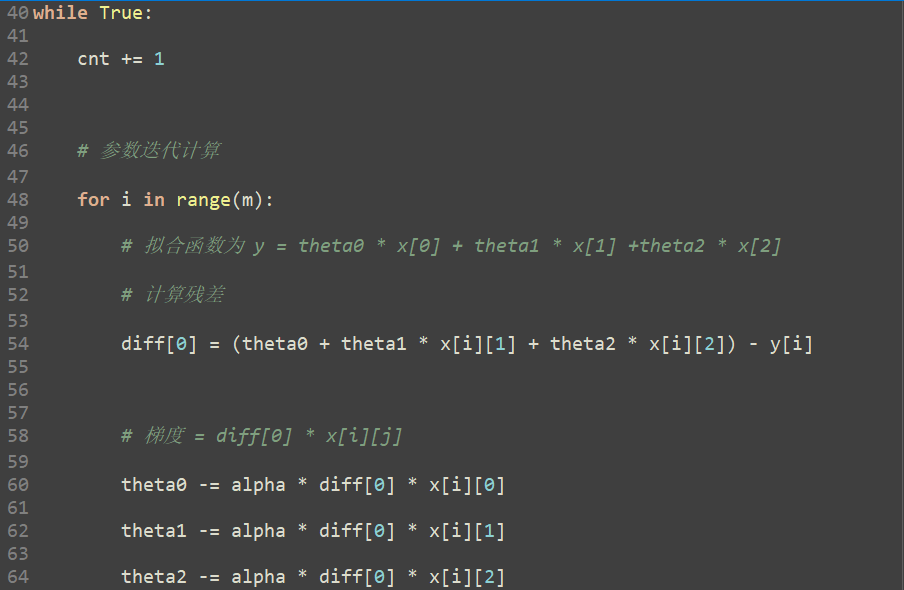 40 while True:
41
42     cnt += 1
43
44
45
46     # 参数迭代计算
47
48     for i in range(m):
49
50         # 拟合函数为 y = theta0 * x[0] + theta1 * x[1] +theta2 * x[2]
51
52         # 计算残差
53
54         diff[0] = (theta0 + theta1 * x[i][1] + theta2 * x[i][2]) - y[i]
55
56
57
58         # 梯度 = diff[0] * x[i][j]
59
60         theta0 -= alpha * diff[0] * x[i][0]
61
62         theta1 -= alpha * diff[0] * x[i][1]
63
64         theta2 -= alpha * diff[0] * x[i][2]